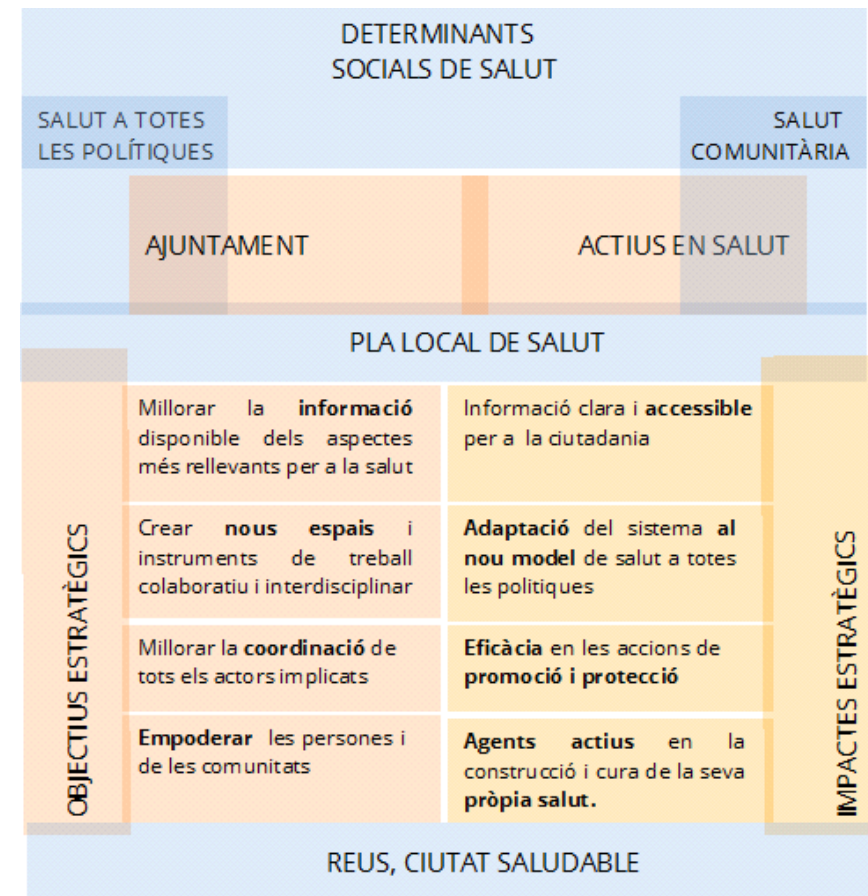 DETERMINANTS
SOCIALS DE SALUT
SALUT A TOTES
LES POLÍTIQUES
SALUT
COMUNITÀRIA
AJUNTAMENT
ACTIUS EN SALUT
PLA LOCAL DE SALUT
OBJECTIUS ESTRATÈGICS
Millorar la informació
disponible dels aspectes
més rellevants per a la salut
Informació clara i accessible
per a la ciutadania
Crear nous espais i
instruments de treball
colaboratiu i interdisciplinar
Adaptació del sistema al
nou model de salut a totes
les politiques
Millorar la coordinació de
tots els actors implicats
Eficàcia en les accions de
promoció i protecció
Empoderar les persones i
de les comunitats
Agents actius en la
construcció i cura de la seva
pròpia salut.
IMPACTES ESTRATÈGICS
REUS, CIUTAT SALUDABLE